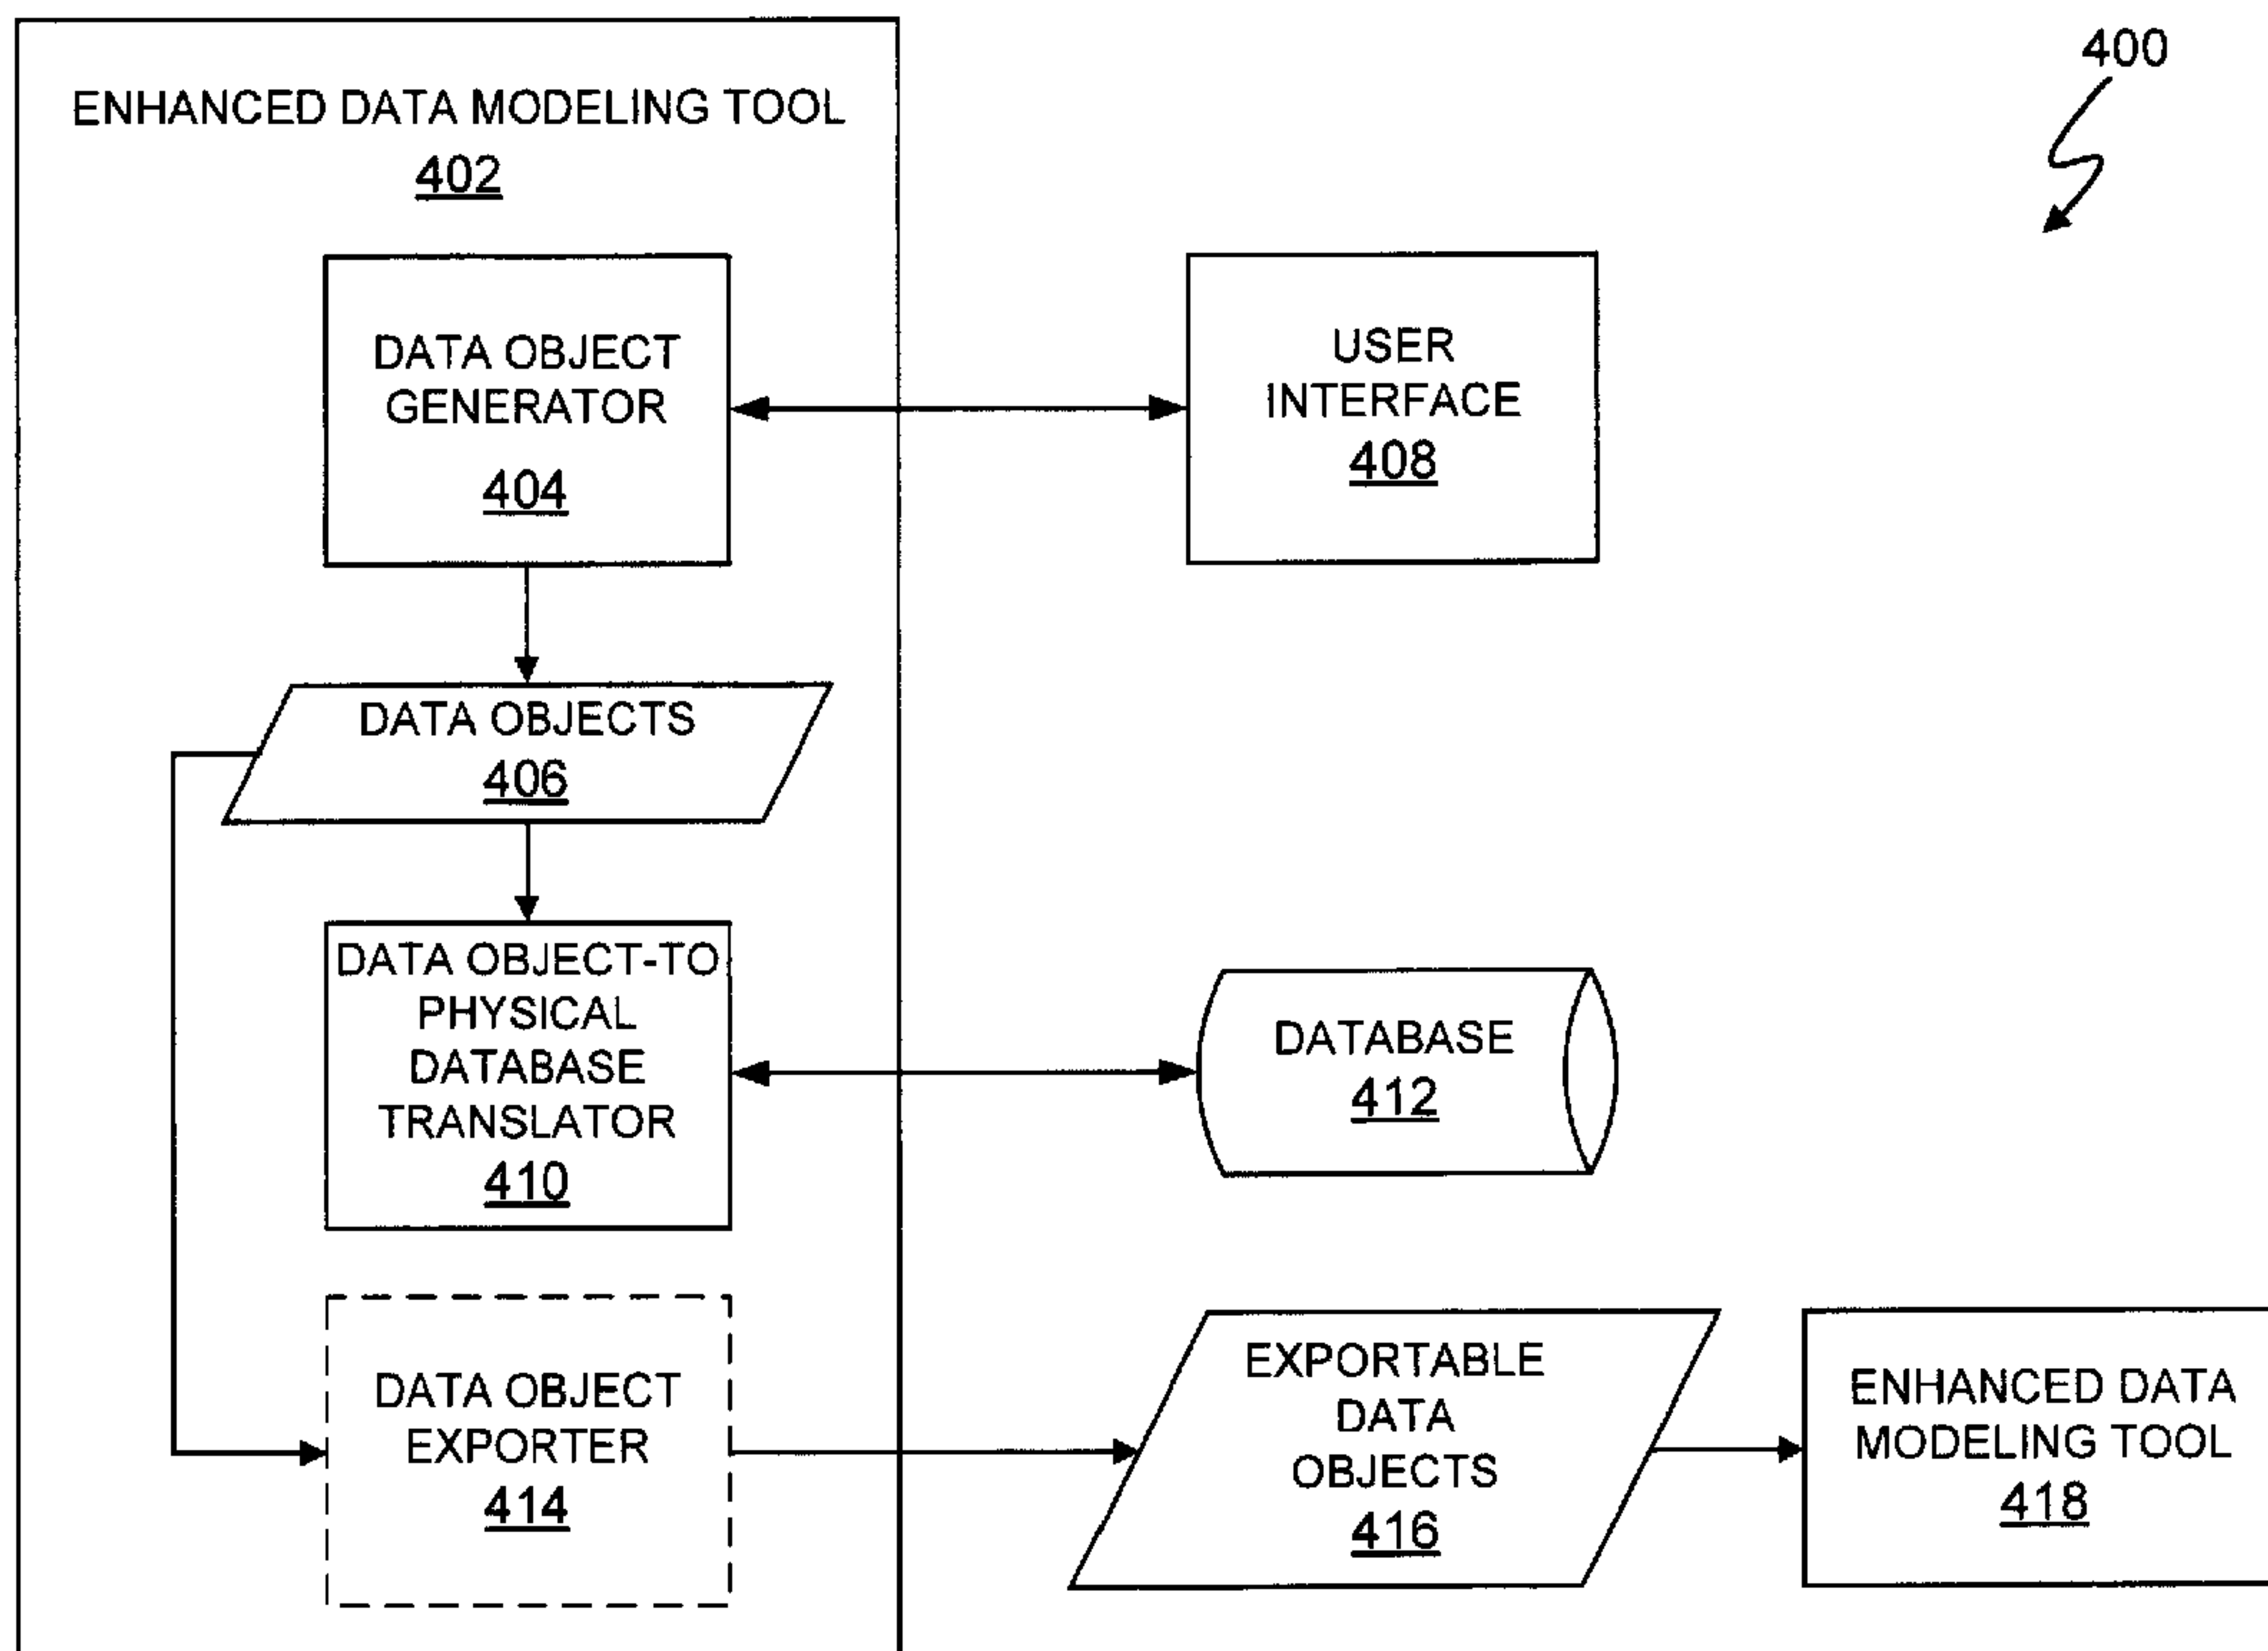 400
ENHANCED DATA MODELING TOOL
402
DATA OBJECT
GENERATOR
404
USER
INTERFACE
408
DATA OBJECTS
406
DATA OBJECT-TO
PHYSICAL
DATABASE
TRANSLATOR
410
DATABASE
412
DATA OBJECT
EXPORTER
414
EXPORTABLE
DATA
OBJECTS
416
ENHANCED DATA
MODELING TOOL
418